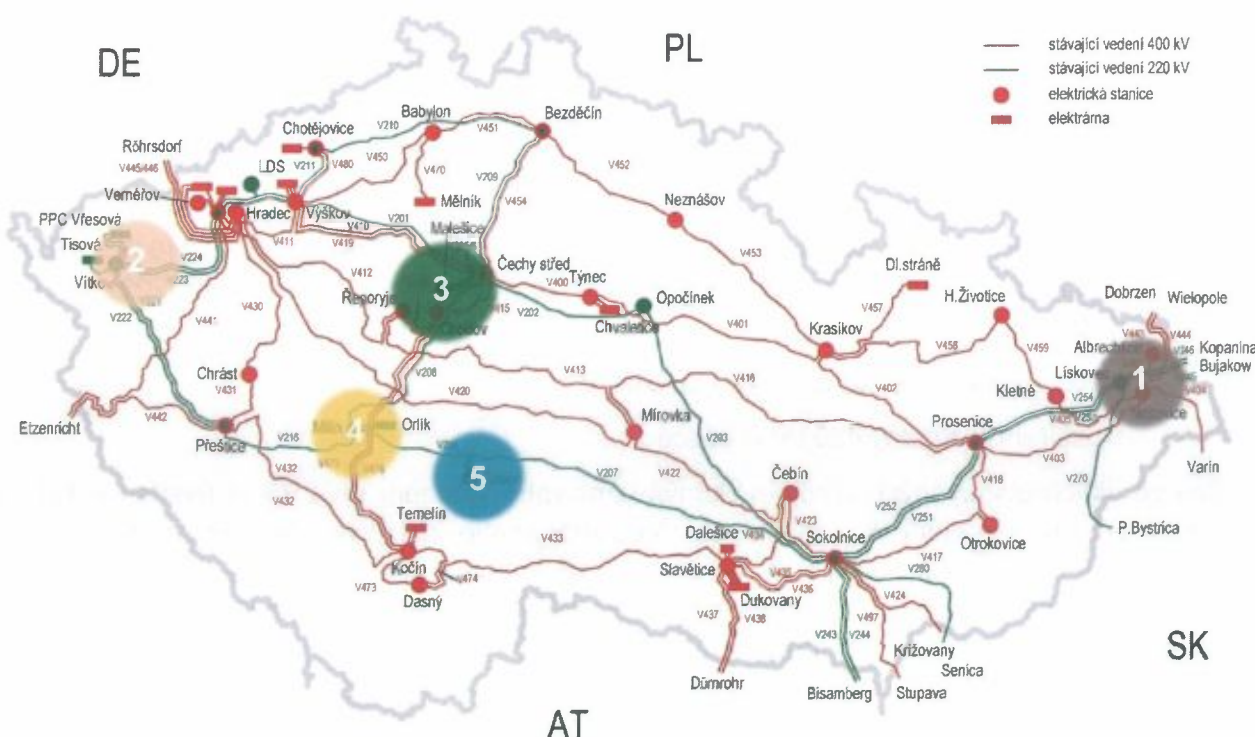 DE
PL
stávající vedení 400 kV
stávající vedení 220 kV
elektrická stanice
elektrárna
Babylon
Bezděčín
Chotějovice
V210
V451
Röhrsdorf
V445/446
LDS
V211
V480
V450
V452
V470
V209
V454
Vernéřov
Mělník
Neznášov
PPC Vřesová
Hradec
Výškov
V201
V410
Malešice
Tisová
V411
V419
V453
2
V224
Čechy střed
Dl.stráně
Vítko
V412
3
Týnec
V400
Opočínek
V457
H.Životice
Dobrzen
Wielopole
V222
V430
Řeporyje
V202
Chvaletice
V401
Krasíkov
V458
V444
V441
V208
V459
Albrechtice
Kopanina
Bujakow
Chrást
V413
V416
Lískovec
1
V431
V420
V402
Kletné
V254
Etzenricht
V442
Mírovka
Prosenice
4
Orlík
V403
Přeštice
V216
V203
Varín
V432
5
V207
V422
Čebín
V418
V270
V432
V252
Temelín
V423
V251
Dalešice
Sokolnice
Otrokovice
P.Bystrica
V433
V417
Kočín
Slavětice
V435
V280
V473
V474
V436
V424
Dasný
Dukovany
V437
V438
V497
V243
V244
Križovany
SK
Senica
Dürnrohr
Bisamberg
Stupava
AT